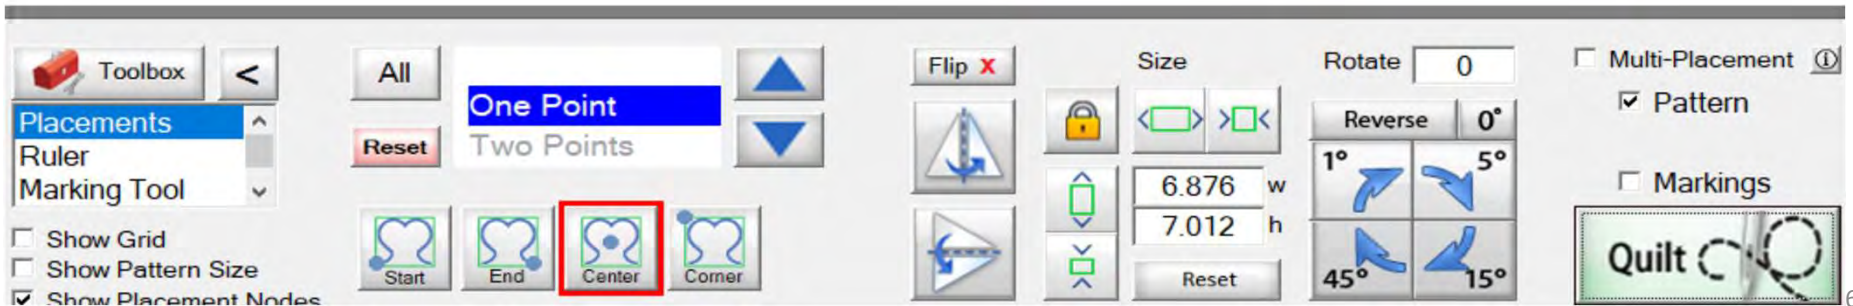 Toolbox <
Placements
Ruler
Marking Tool
Show Grid
Show Pattern Size
Show Placement Nodes
All
Reset
One Point
Two Points
Start
End
Center
Corner
Flip X
Size
6.876 w
7.012 h
Reset
Rotate 0
Reverse 0°
1°
5°
45°
15°
Multi-Placement
Pattern
Markings
Quilt